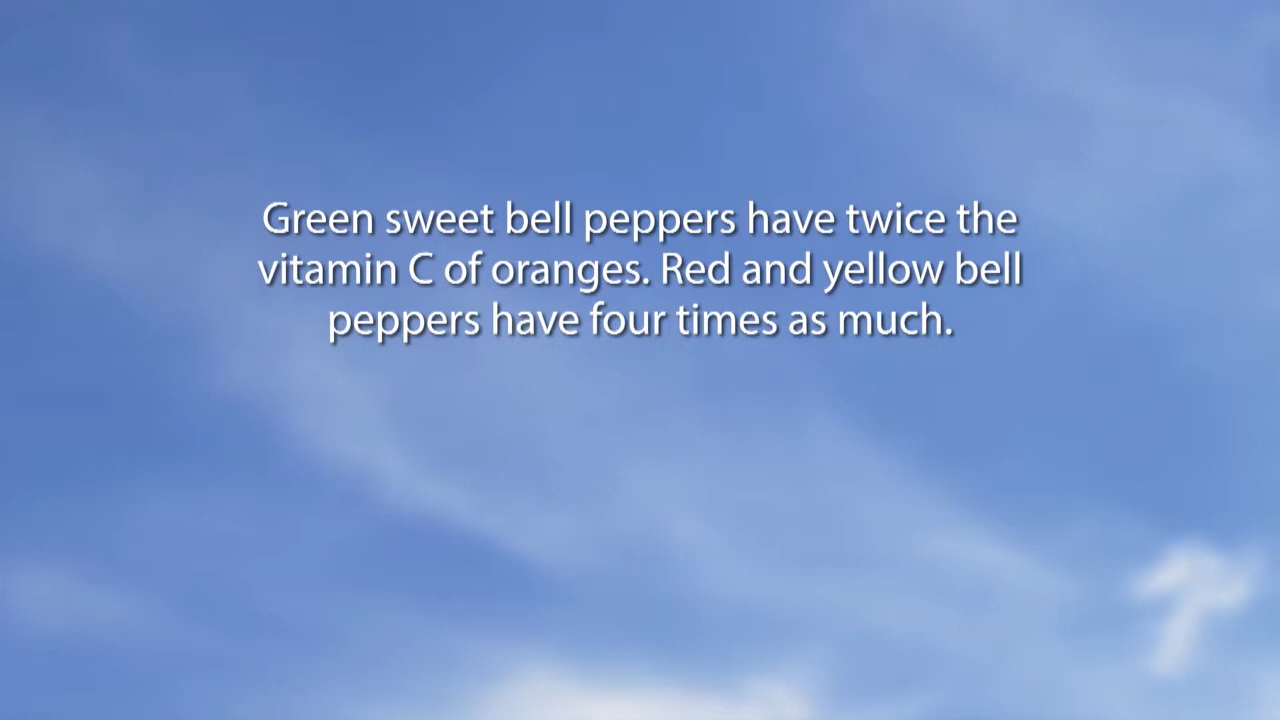 Green sweet bell peppers have twice the
vitamin C of oranges. Red and yellow bell
peppers have four times as much.